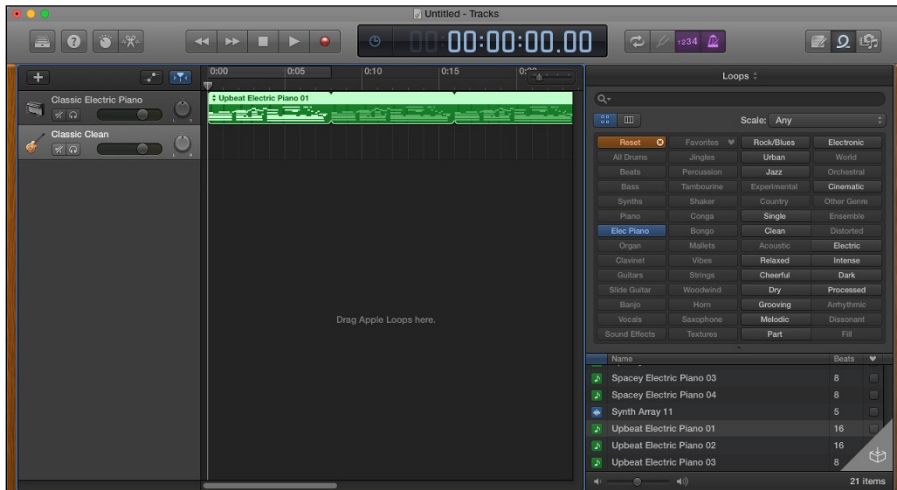 Untitled - Tracks
1234
00:00:00:00.00
0:00 0:05 0:10 0:15
Loops
Classic Electric Piano
Upbeat Electric Piano 01
Classic Clean
Scale: Any
Reset Favorites Rock/Blues Electronic
All Drums Jingles Urban World
Beats Percussion Jazz Orchestral
Bass Tambourine Experimental Cinematic
Synths Shaker Country Other Genre
Piano Conga Single Ensemble
Elec Piano Bongo Clean Distorted
Organ Mallets Acoustic Electric
Clavinet Vibes Relaxed Intense
Guitars Strings Cheerful Dark
Slide Guitar Woodwind Dry Processed
Banjo Horn Grooving Arrhythmic
Vocals Saxophone Melodic Dissonant
Sound Effects Textures Part Fill
Drag Apple Loops here.
Name Beats
Spacey Electric Piano 03 8
Spacey Electric Piano 04 8
Synth Array 11 5
Upbeat Electric Piano 01 16
Upbeat Electric Piano 02 16
Upbeat Electric Piano 03 8
21 items